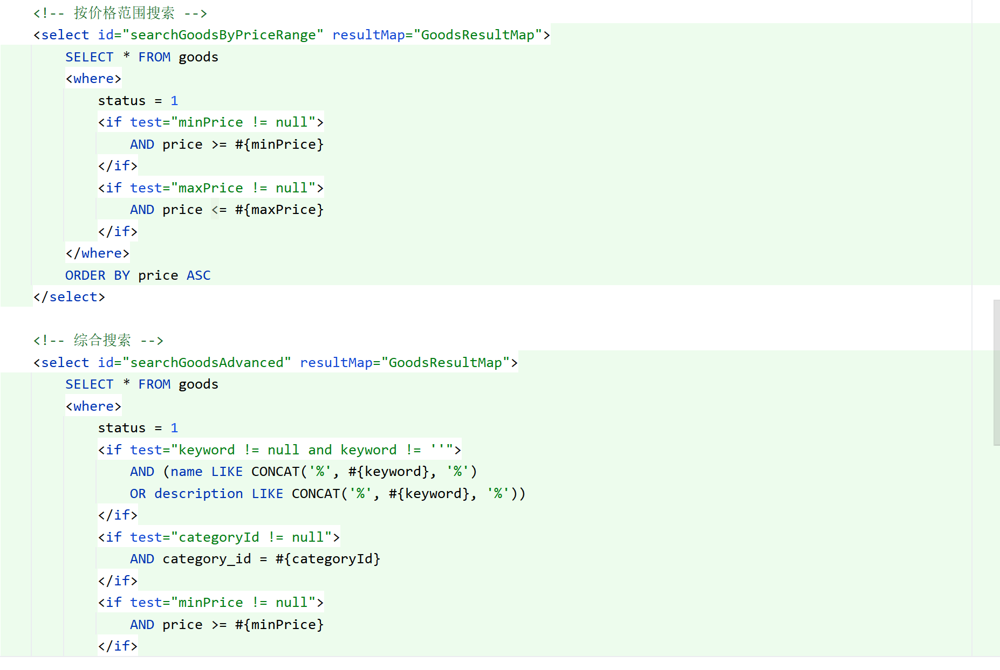 <!-- 按价格范围搜索 -->
<select id="searchGoodsByPriceRange" resultMap="GoodsResultMap">
    SELECT * FROM goods
    <where>
        status = 1
        <if test="minPrice != null">
            AND price >= #{minPrice}
        </if>
        <if test="maxPrice != null">
            AND price <= #{maxPrice}
        </if>
    </where>
    ORDER BY price ASC
</select>

<!-- 综合搜索 -->
<select id="searchGoodsAdvanced" resultMap="GoodsResultMap">
    SELECT * FROM goods
    <where>
        status = 1
        <if test="keyword != null and keyword != ''">
            AND (name LIKE CONCAT('%', #{keyword}, '%')
            OR description LIKE CONCAT('%', #{keyword}, '%'))
        </if>
        <if test="categoryId != null">
            AND category_id = #{categoryId}
        </if>
        <if test="minPrice != null">
            AND price >= #{minPrice}
        </if>